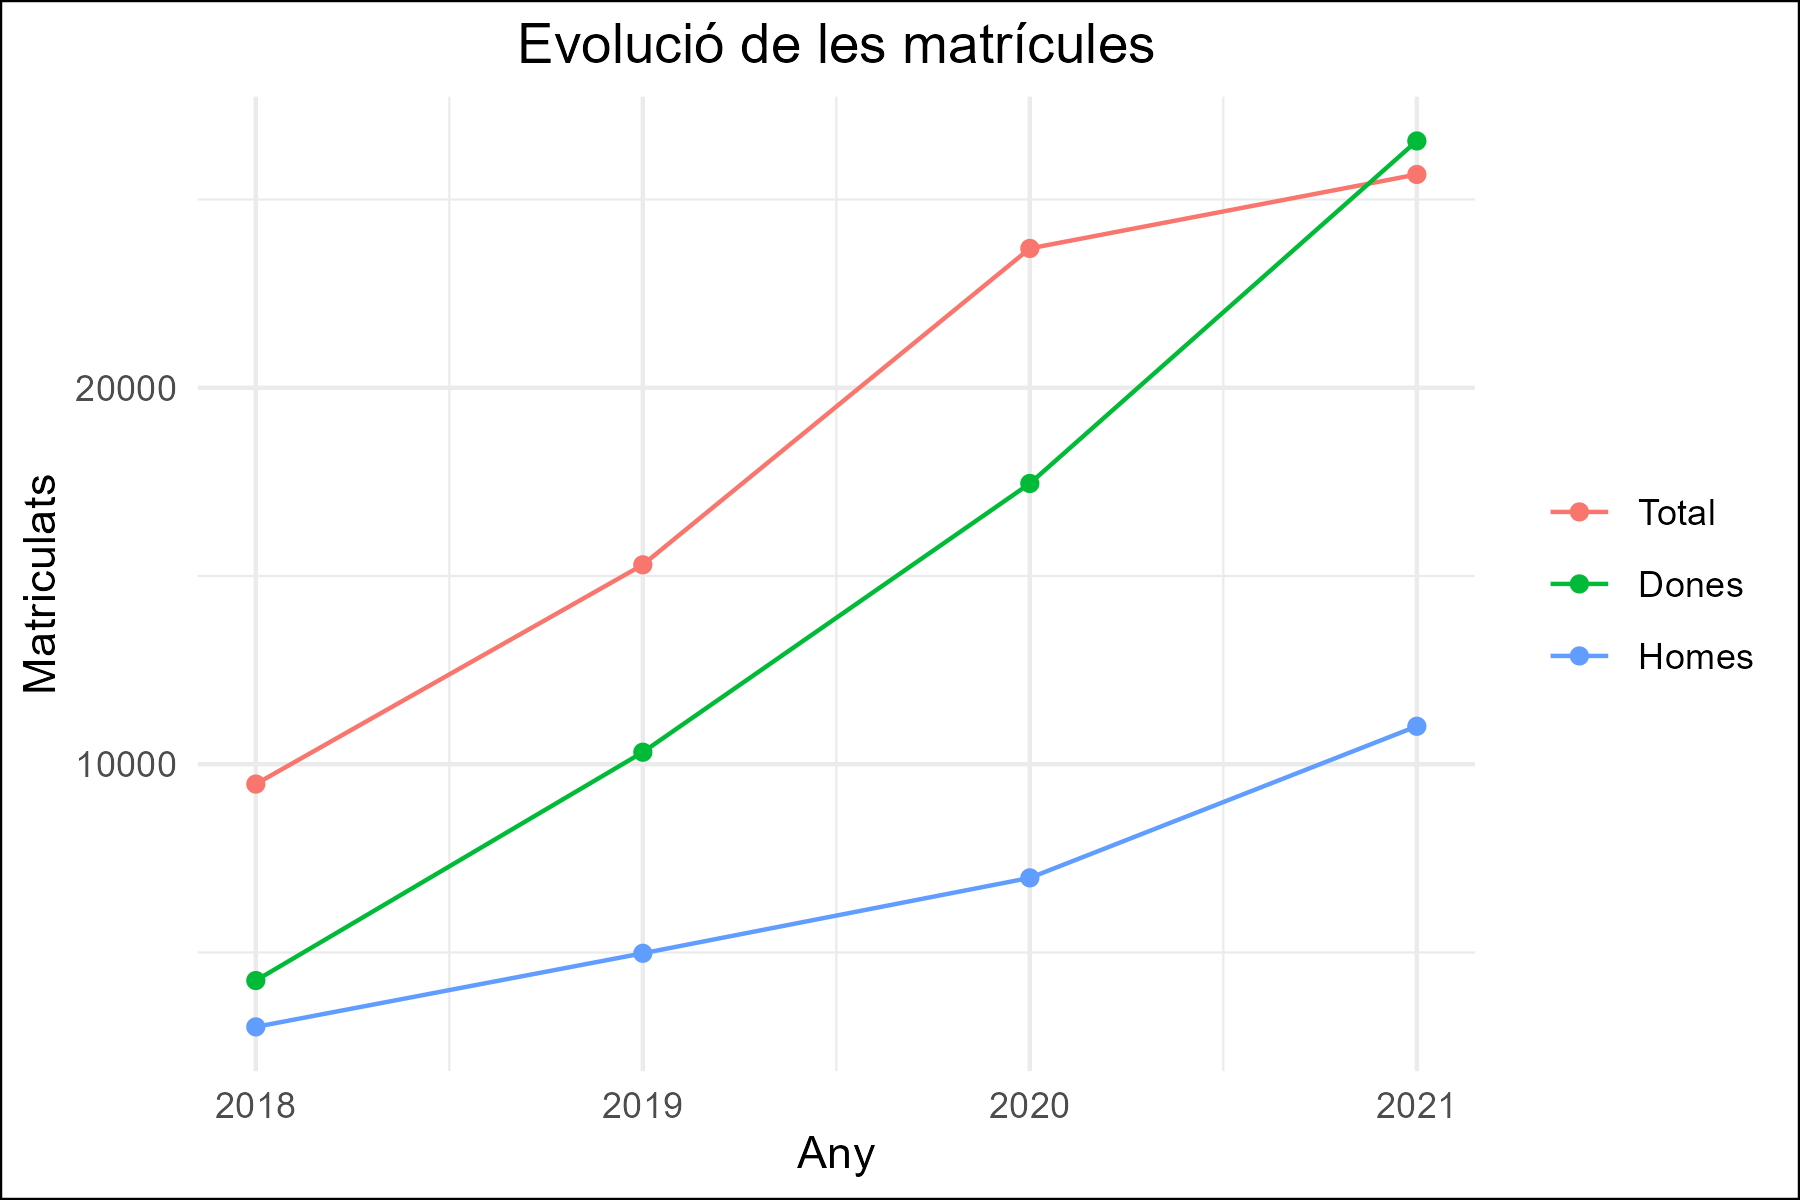 Evolució de les matrícules
Matriculats
20000
10000
2018
2019
2020
2021
Any
Total
Dones
Homes